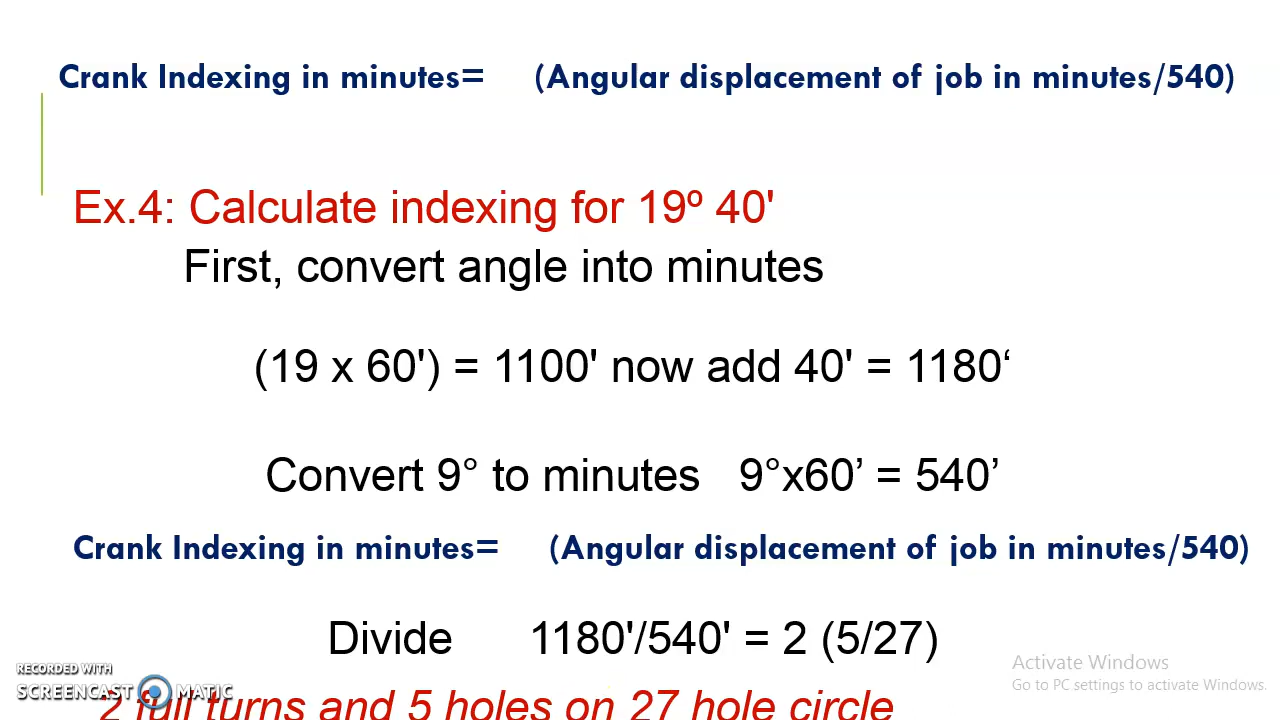 Crank Indexing in minutes= (Angular displacement of job in minutes/540)
Ex.4: Calculate indexing for 19º 40'
First, convert angle into minutes
(19 x 60') = 1100' now add 40' = 1180‘
Convert 9° to minutes 9°x60’ = 540’
Crank Indexing in minutes= (Angular displacement of job in minutes/540)
Divide 1180'/540' = 2 (5/27)
2 full turns and 5 holes on 27 hole circle
RECORDED WITH
SCREENCAST MATIC
Activate Windows
Go to PC settings to activate Windows.